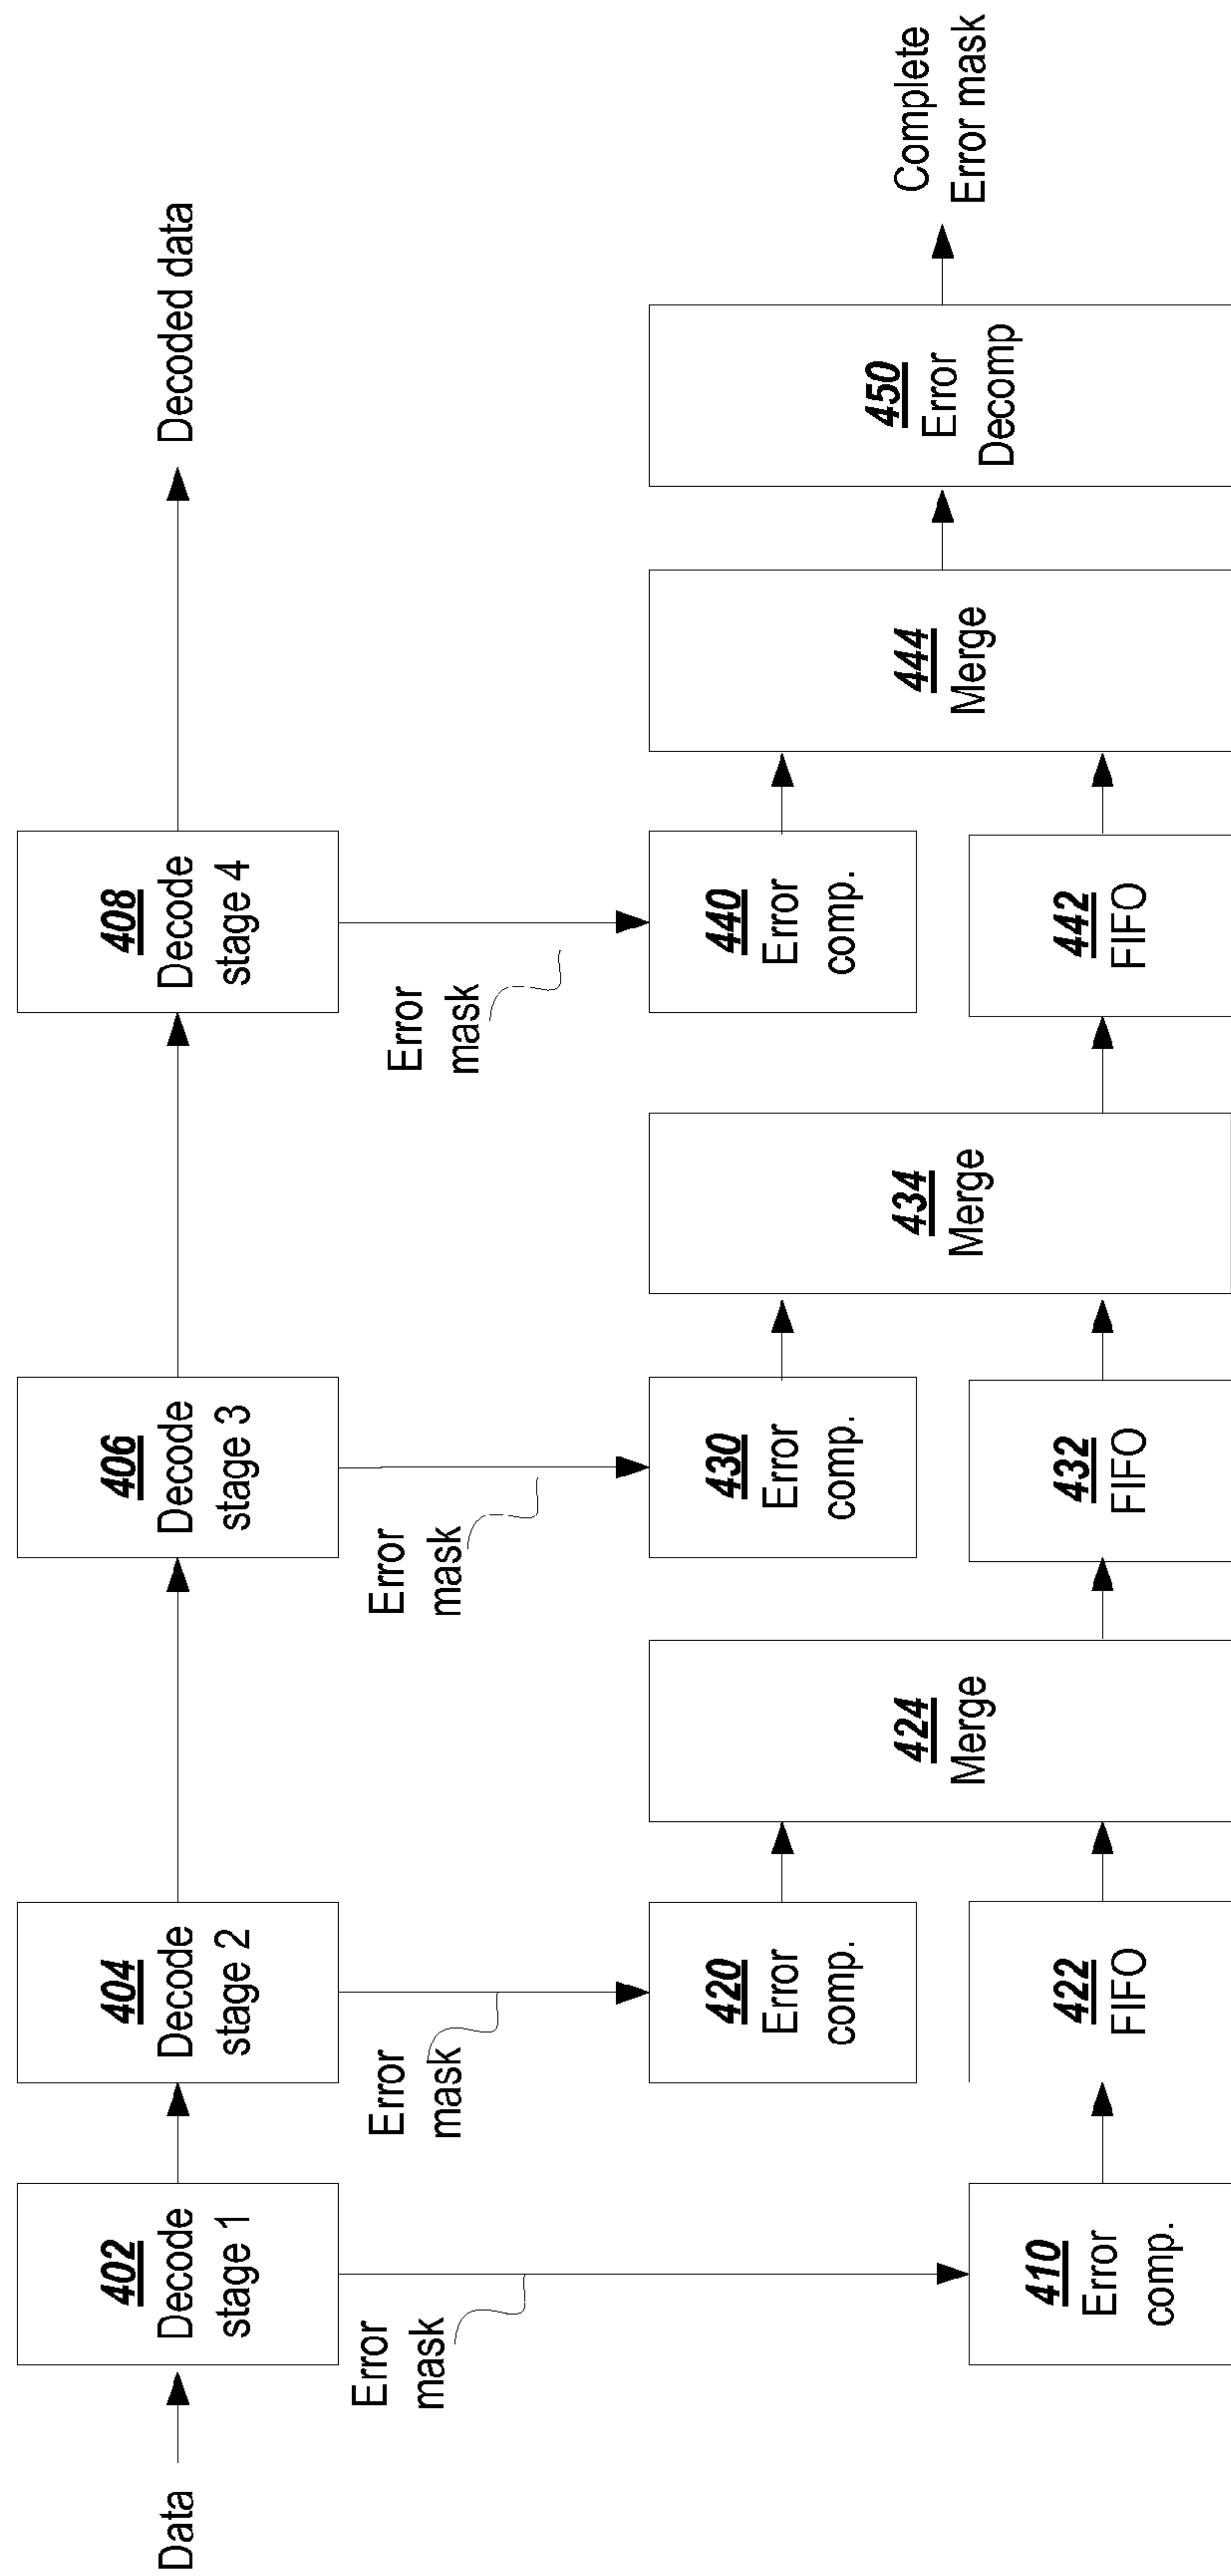 Data
402
Decode
stage 1
404
Decode
stage 2
406
Decode
stage 3
408
Decode
stage 4
Decoded data
Error
mask
Error
mask
Error
mask
Error
mask
410
Error
comp.
420
Error
comp.
422
FIFO
424
Merge
430
Error
comp.
432
FIFO
434
Merge
440
Error
comp.
442
FIFO
444
Merge
450
Error
Decomp
Complete
Error mask